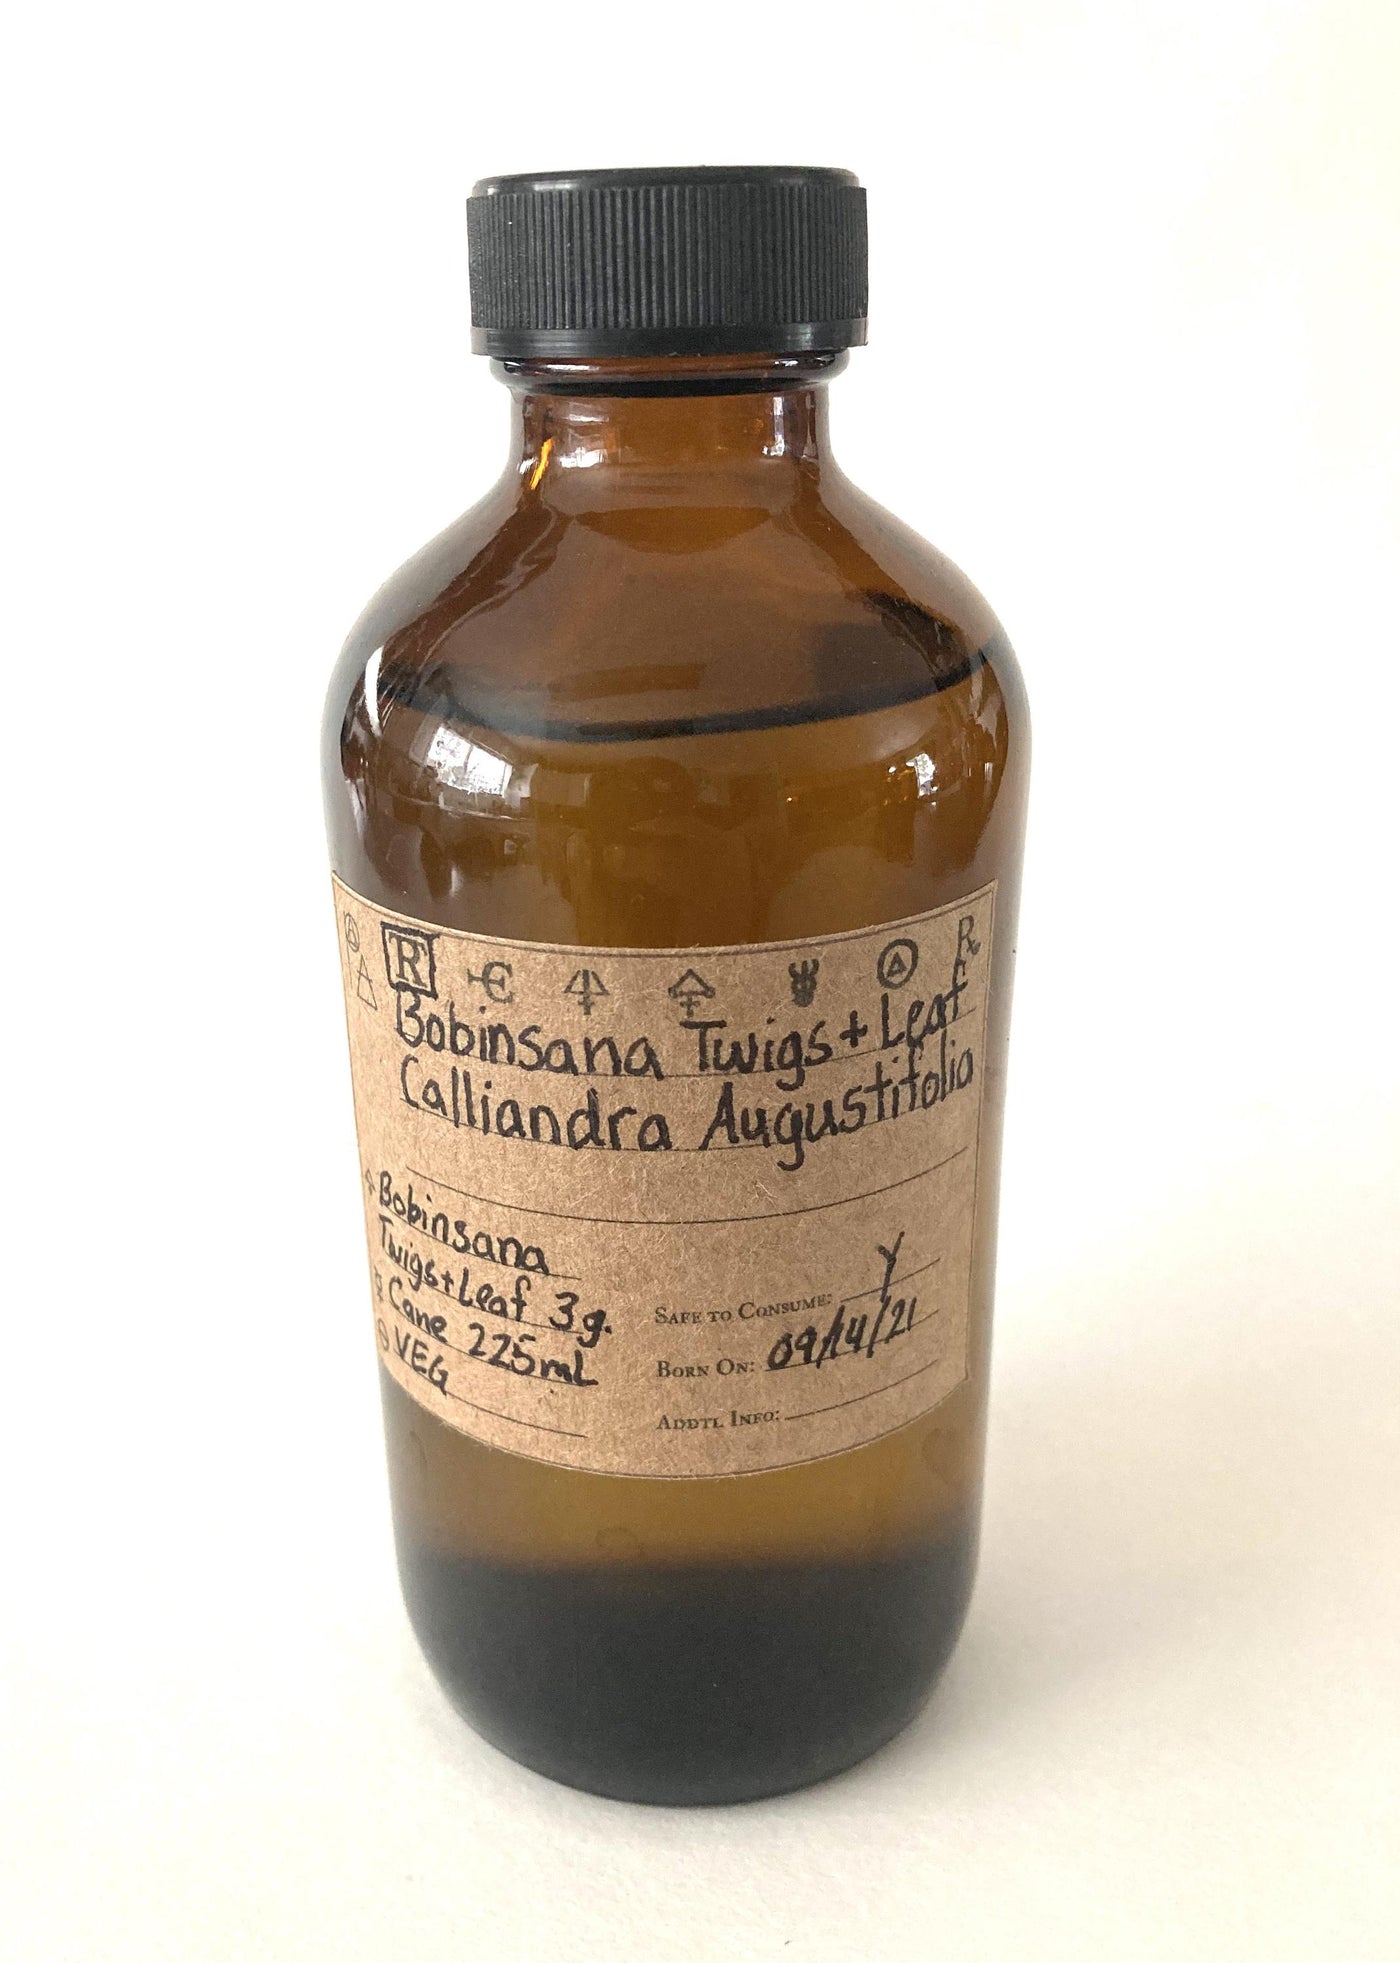 R
Bobinsana Twigs + Leaf
Calliandra Augustifolia
Bobinsana
Twigs + Leaf 3g.
Cane 225mL
VEG
SAFE TO CONSUME: Y
BORN ON: 09/14/21
ADDTL INFO: